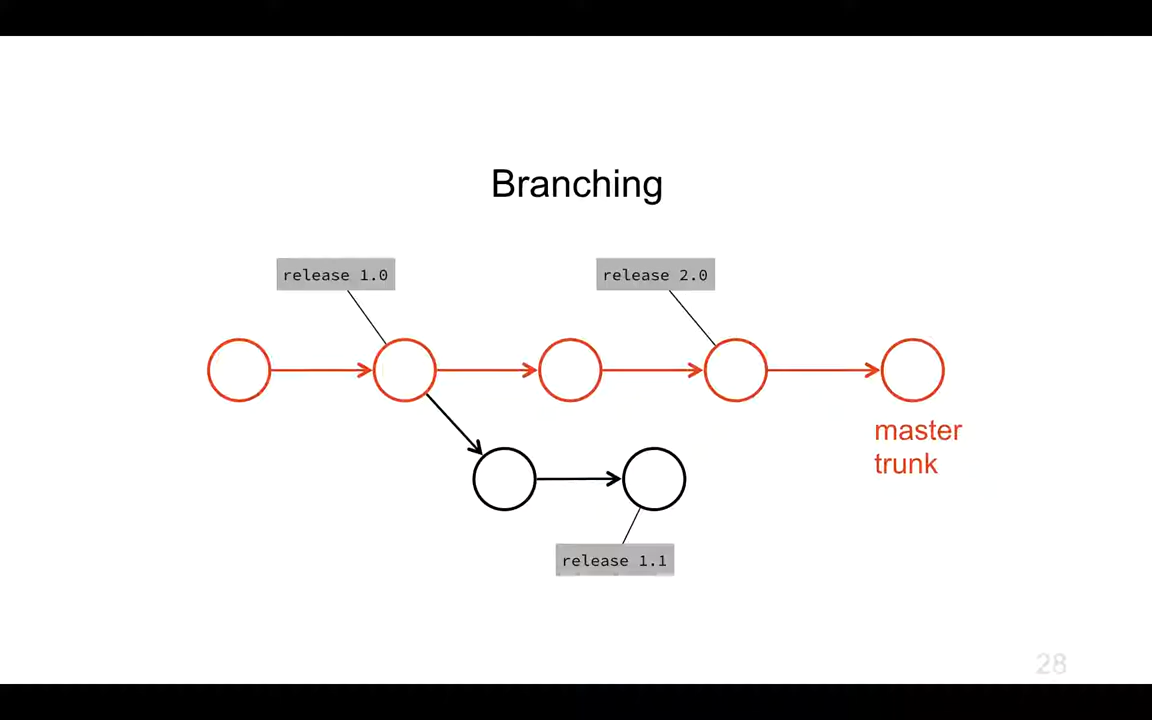 Branching
release 1.0
release 2.0
master
trunk
release 1.1
28